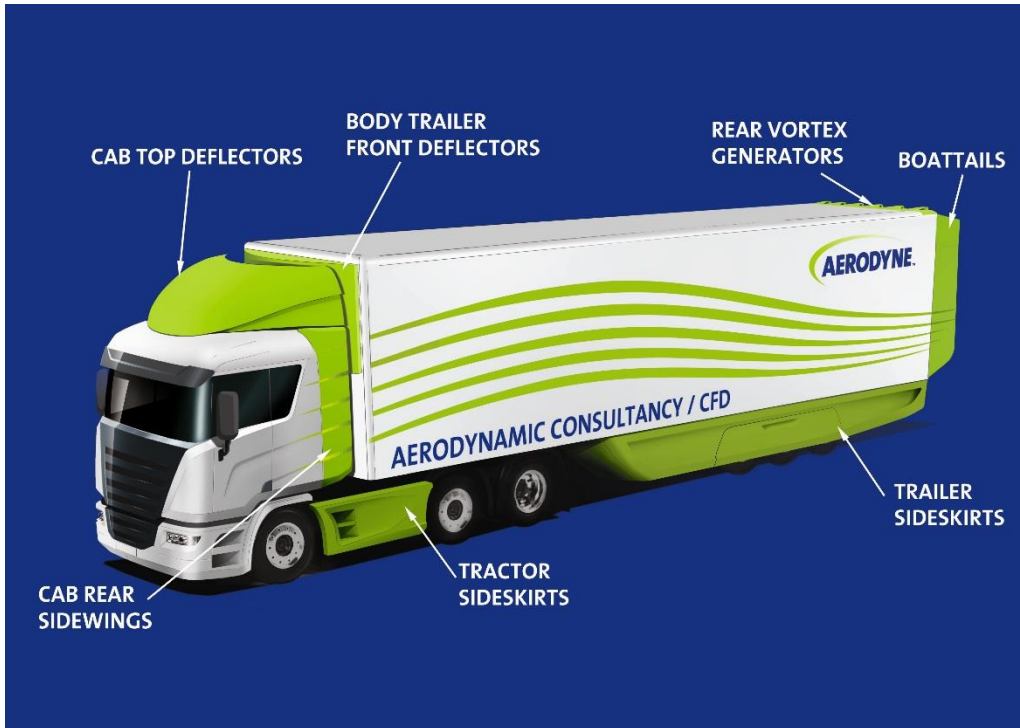 CAB TOP DEFLECTORS
BODY TRAILER
FRONT DEFLECTORS
REAR VORTEX
GENERATORS
BOATTAILS
AERODYNE™
AERODYNAMIC CONSULTANCY / CFD
TRAILER
SIDESKIRTS
TRACTOR
SIDESKIRTS
CAB REAR
SIDEWINGS